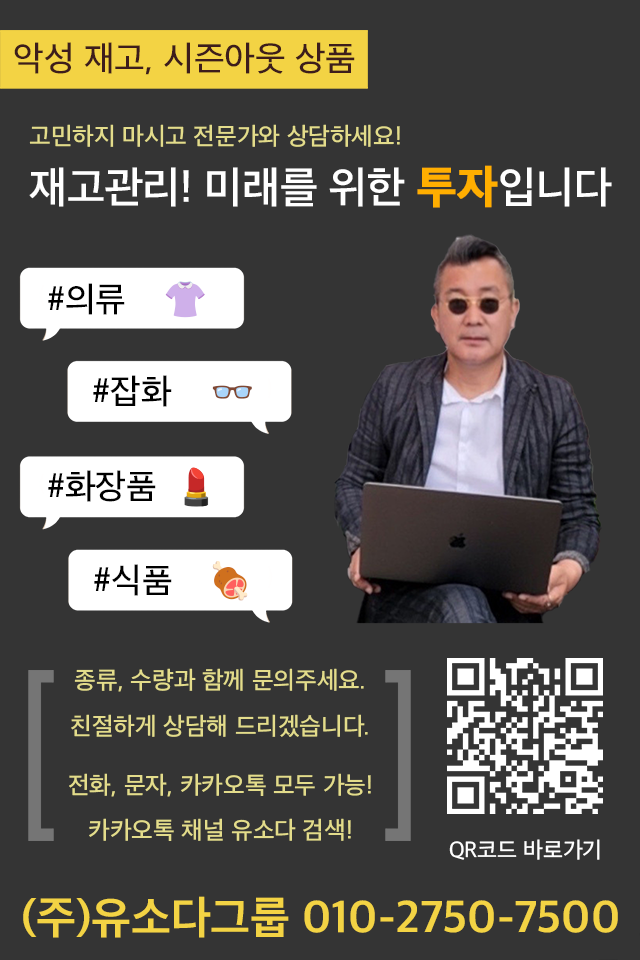 악성 재고, 시즌아웃 상품
고민하지 마시고 전문가와 상담하세요!
재고관리! 미래를 위한 투자입니다
#의류
#잡화
#화장품
#식품
종류, 수량과 함께 문의주세요.
친절하게 상담해 드리겠습니다.
전화, 문자, 카카오톡 모두 가능!
카카오톡 채널 유소다 검색!
QR코드 바로가기
(주)유소다그룹 010-2750-7500